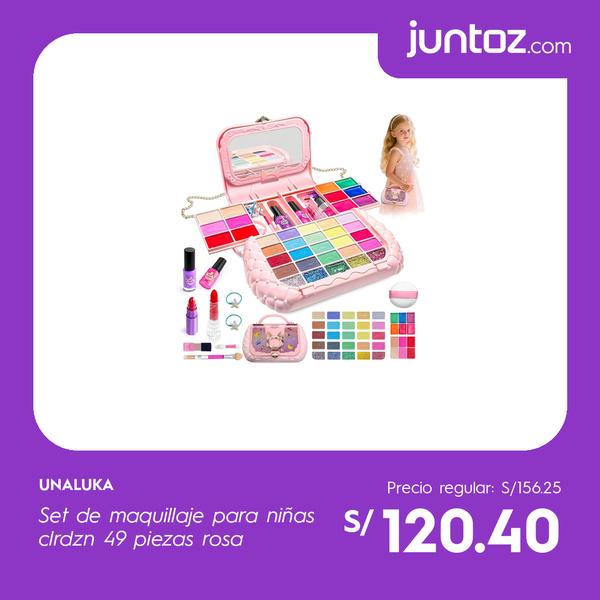 juntoz.com
UNALUKA
Set de maquillaje para niñas
clrdzn 49 piezas rosa
Precio regular: S/156.25
S/120.40